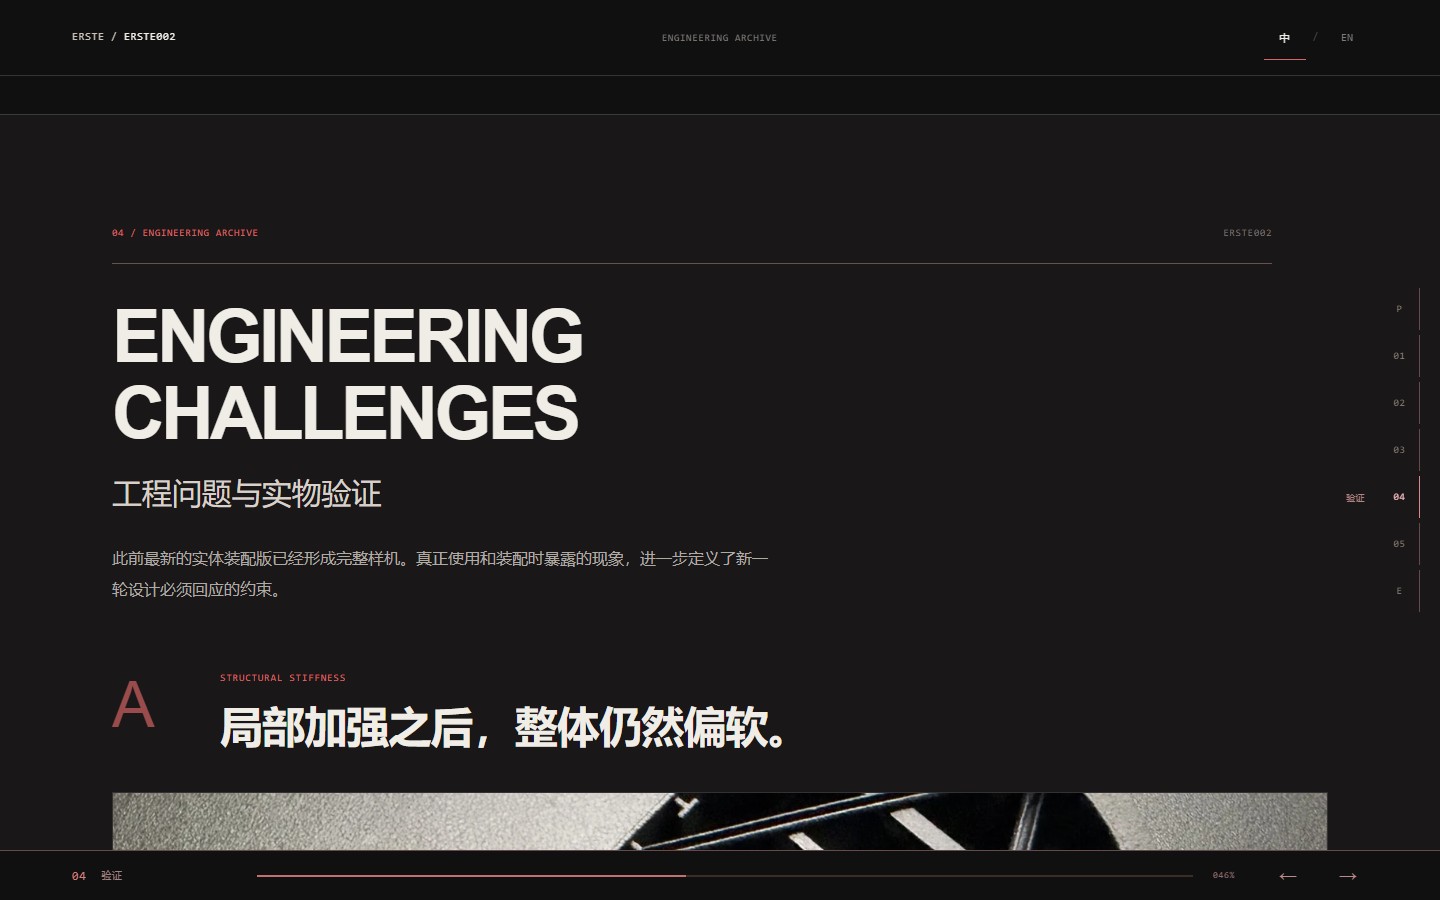 ERSTE / ERSTE002
ENGINEERING ARCHIVE
中 / EN
04 / ENGINEERING ARCHIVE
ERSTE002
ENGINEERING
CHALLENGES
工程问题与实物验证
此前最新的实体装配版已经形成完整样机。真正使用和装配时暴露的现象，进一步定义了新一
轮设计必须回应的约束。
P
01
02
03
验证 04
05
E
A
STRUCTURAL STIFFNESS
局部加强之后，整体仍然偏软。
04 验证
046%
← →